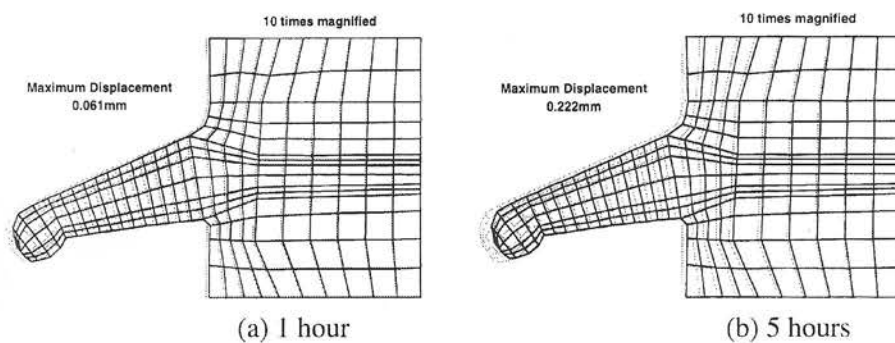 10 times magnified
Maximum Displacement
0.061mm
(a) 1 hour
10 times magnified
Maximum Displacement
0.222mm
(b) 5 hours